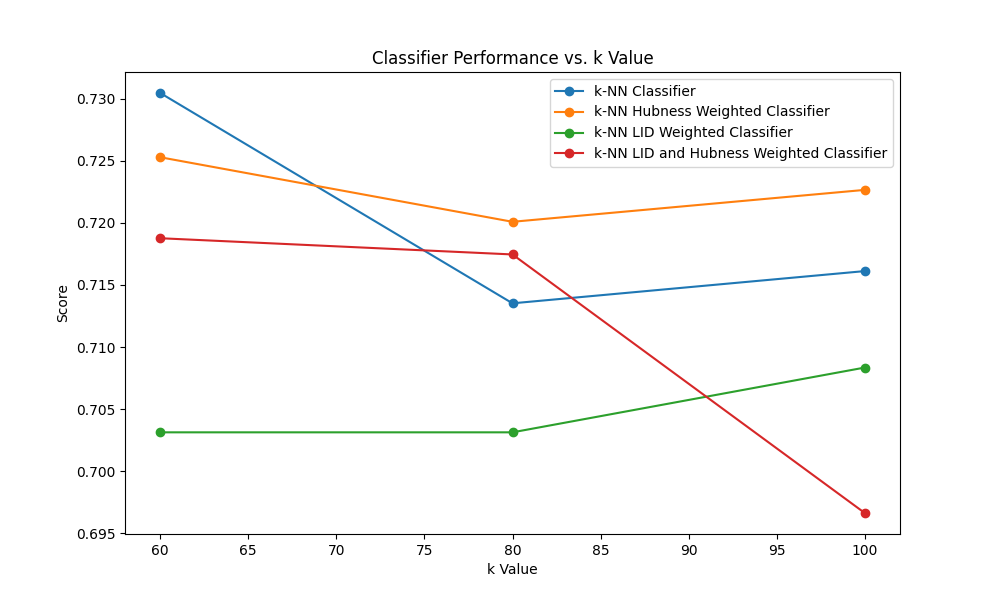 Classifier Performance vs. k Value
k-NN Classifier
k-NN Hubness Weighted Classifier
k-NN LID Weighted Classifier
k-NN LID and Hubness Weighted Classifier
0.730
0.725
0.720
0.715
0.710
0.705
0.700
0.695
Score
60 65 70 75 80 85 90 95 100
k Value